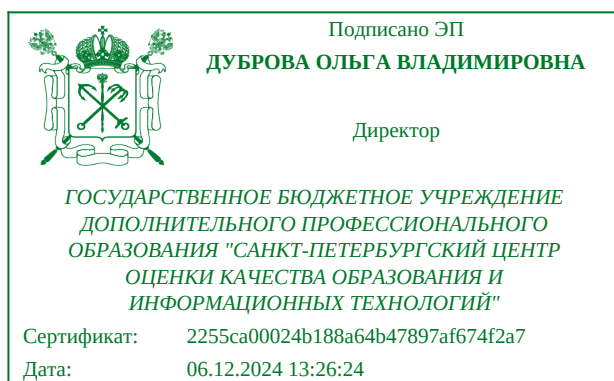 Подписано ЭП
ДУБРОВА ОЛЬГА ВЛАДИМИРОВНА
Директор
ГОСУДАРСТВЕННОЕ БЮДЖЕТНОЕ УЧРЕЖДЕНИЕ
ДОПОЛНИТЕЛЬНОГО ПРОФЕССИОНАЛЬНОГО
ОБРАЗОВАНИЯ "САНКТ-ПЕТЕРБУРГСКИЙ ЦЕНТР
ОЦЕНКИ КАЧЕСТВА ОБРАЗОВАНИЯ И
ИНФОРМАЦИОННЫХ ТЕХНОЛОГИЙ"
Сертификат: 2255ca00024b188a64b47897af674f2a7
Дата: 06.12.2024 13:26:24